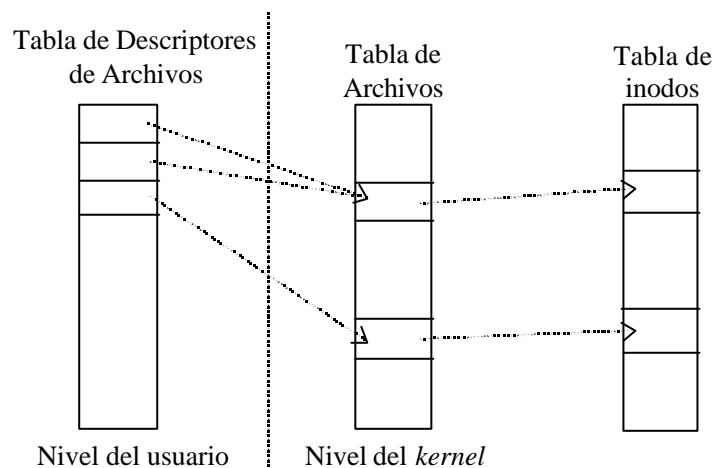 Tabla de Descriptores
de Archivos
Tabla de
Archivos
Tabla de
inodos
Nivel del usuario
Nivel del kernel